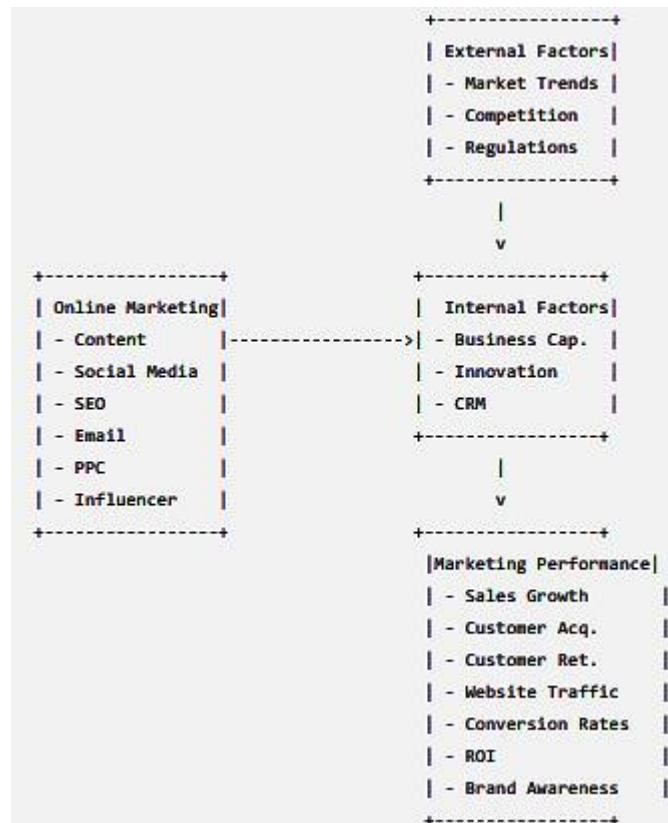 External Factors
- Market Trends
- Competition
- Regulations
v
Online Marketing
- Content
- Social Media
- SEO
- Email
- PPC
- Influencer
Internal Factors
- Business Cap.
- Innovation
- CRM
v
Marketing Performance
- Sales Growth
- Customer Acq.
- Customer Ret.
- Website Traffic
- Conversion Rates
- ROI
- Brand Awareness